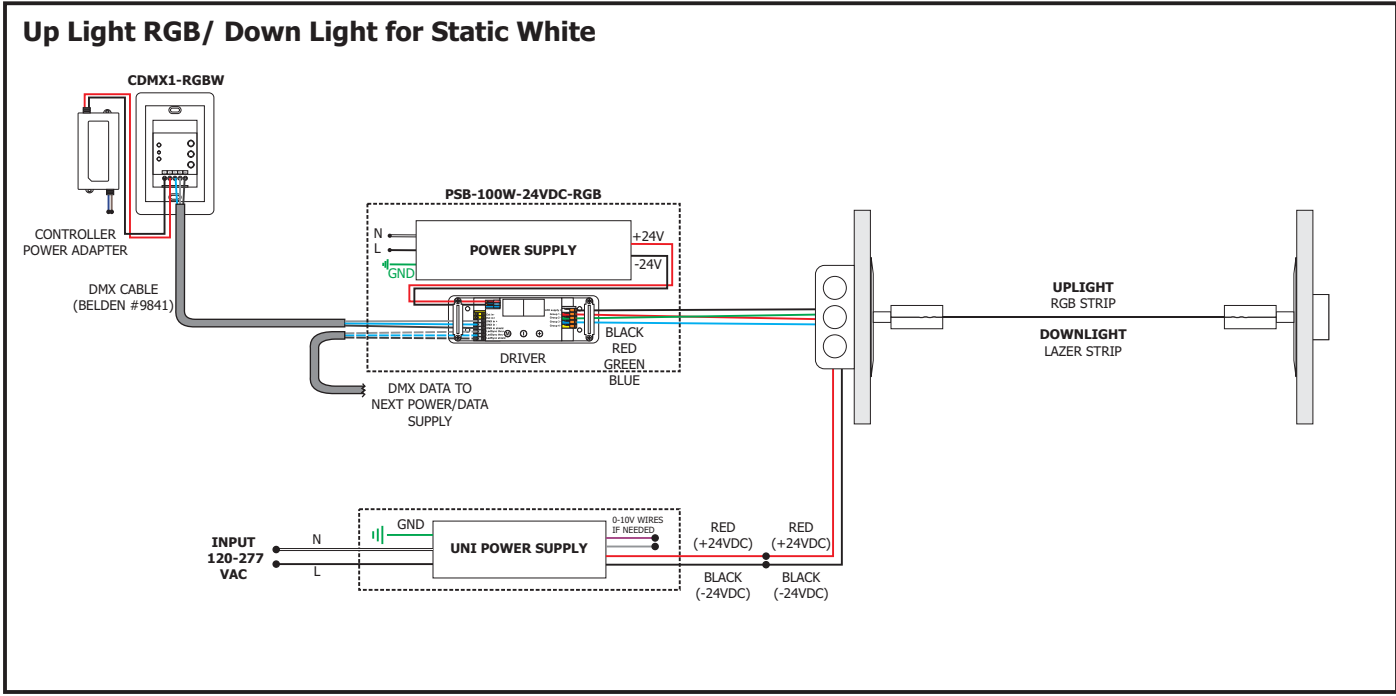 Up Light RGB/ Down Light for Static White
CDMX1-RGBW
CONTROLLER
POWER ADAPTER
DMX CABLE
(BELDEN #9841)
PSB-100W-24VDC-RGB
N
L
GND
POWER SUPPLY
+24V
-24V
DRIVER
BLACK
RED
GREEN
BLUE
DMX DATA TO
NEXT POWER/DATA
SUPPLY
UPLIGHT
RGB STRIP
DOWNLIGHT
LAZER STRIP
INPUT
120-277
VAC
N
L
GND
UNI POWER SUPPLY
0-10V WIRES
IF NEEDED
RED
(+24VDC)
RED
(+24VDC)
BLACK
(-24VDC)
BLACK
(-24VDC)